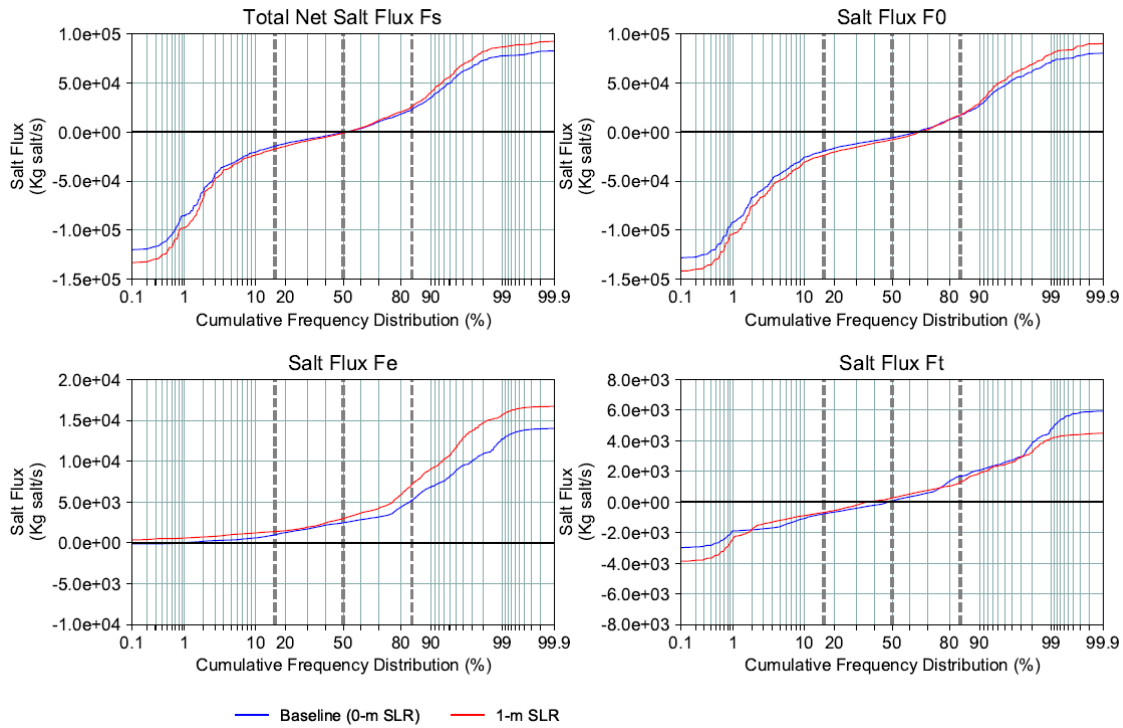 Total Net Salt Flux Fs
Salt Flux
(Kg salt/s)
1.0e+05
5.0e+04
0.0e+00
-5.0e+04
-1.0e+05
-1.5e+05
0.1 1 10 20 50 80 90 99 99.9
Cumulative Frequency Distribution (%)
Salt Flux F0
Salt Flux
(Kg salt/s)
1.0e+05
5.0e+04
0.0e+00
-5.0e+04
-1.0e+05
-1.5e+05
0.1 1 10 20 50 80 90 99 99.9
Cumulative Frequency Distribution (%)
Salt Flux Fe
Salt Flux
(Kg salt/s)
2.0e+04
1.5e+04
1.0e+04
5.0e+03
0.0e+00
-5.0e+03
-1.0e+04
0.1 1 10 20 50 80 90 99 99.9
Cumulative Frequency Distribution (%)
Salt Flux Ft
Salt Flux
(Kg salt/s)
8.0e+03
6.0e+03
4.0e+03
2.0e+03
0.0e+00
-2.0e+03
-4.0e+03
-6.0e+03
-8.0e+03
0.1 1 10 20 50 80 90 99 99.9
Cumulative Frequency Distribution (%)
Baseline (0-m SLR) 1-m SLR